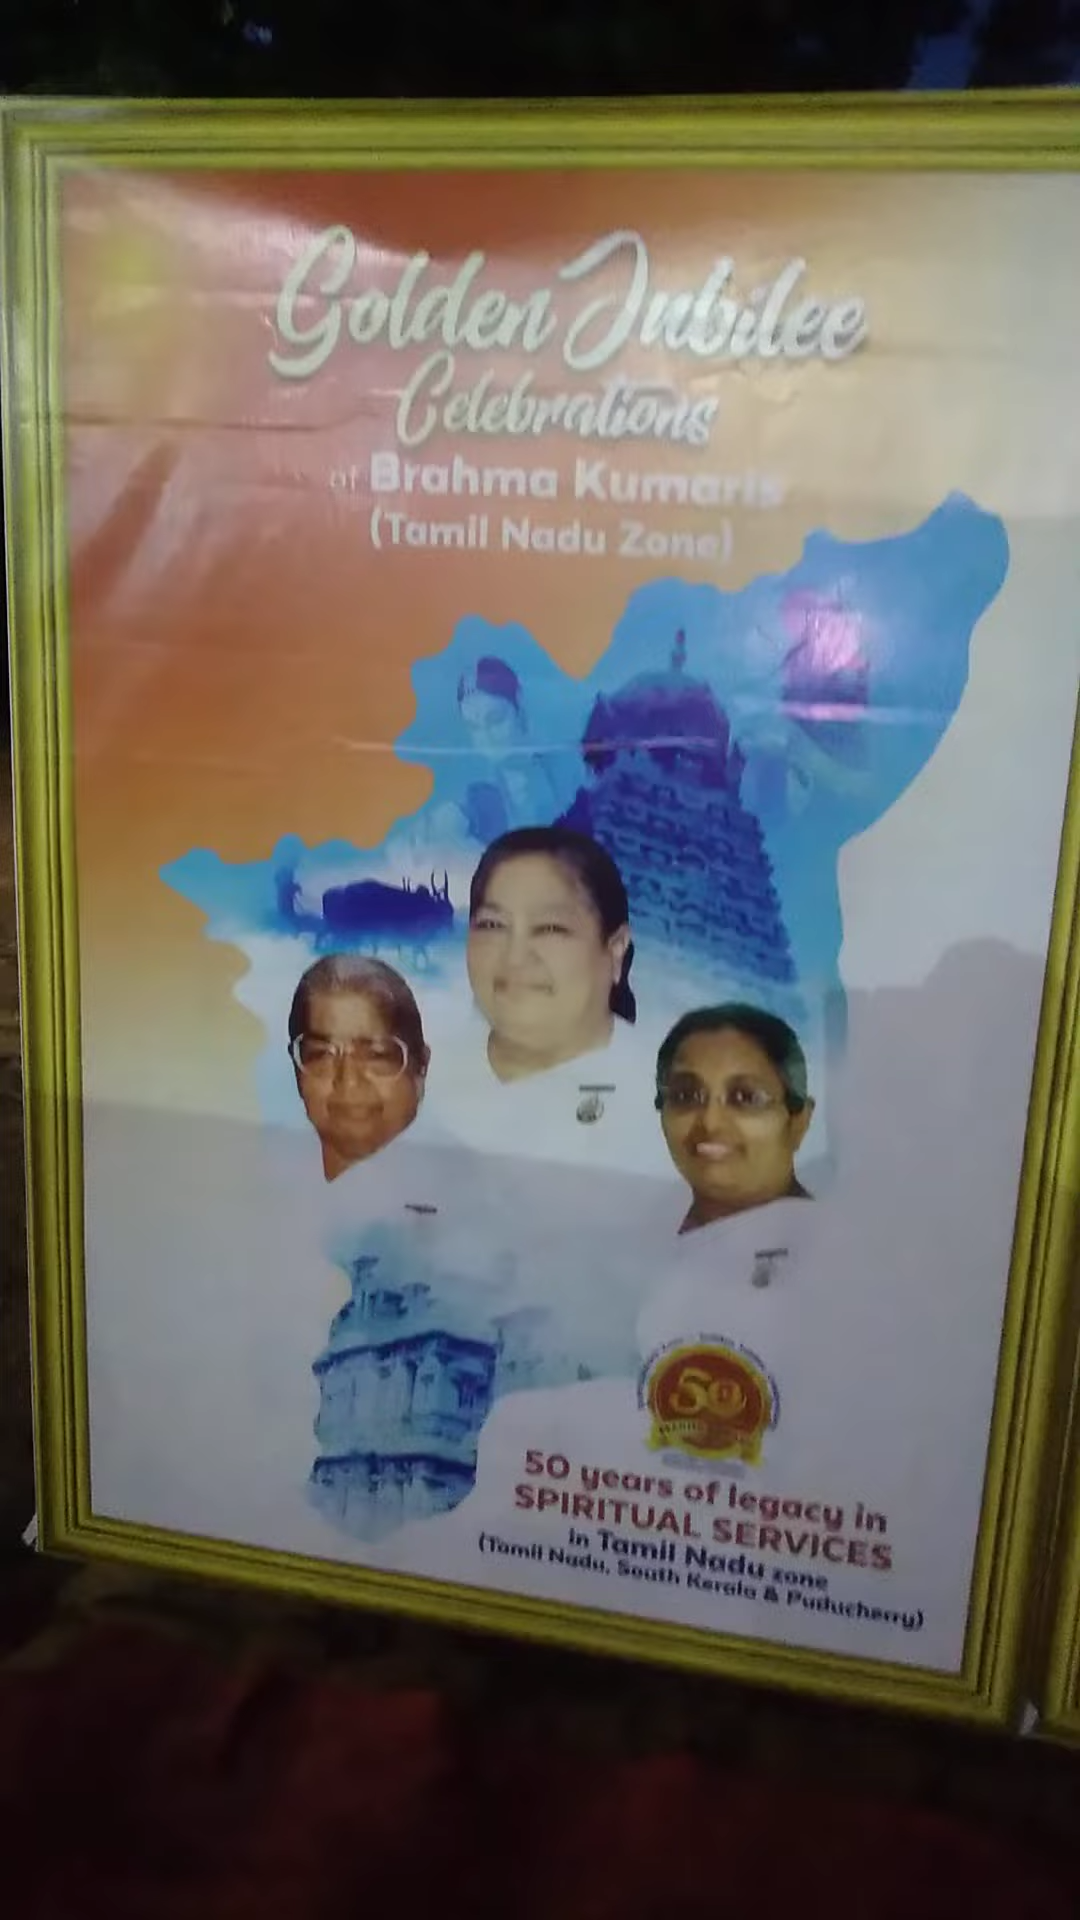 Golden Jubilee
Celebrations
of Brahma Kumaris
(Tamil Nadu Zone)
50
50 years of legacy in
SPIRITUAL SERVICES
in Tamil Nadu zone
(Tamil Nadu, South Kerala & Puducherry)